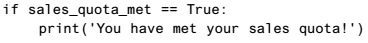 if sales_quota_met == True:
    print('You have met your sales quota!')